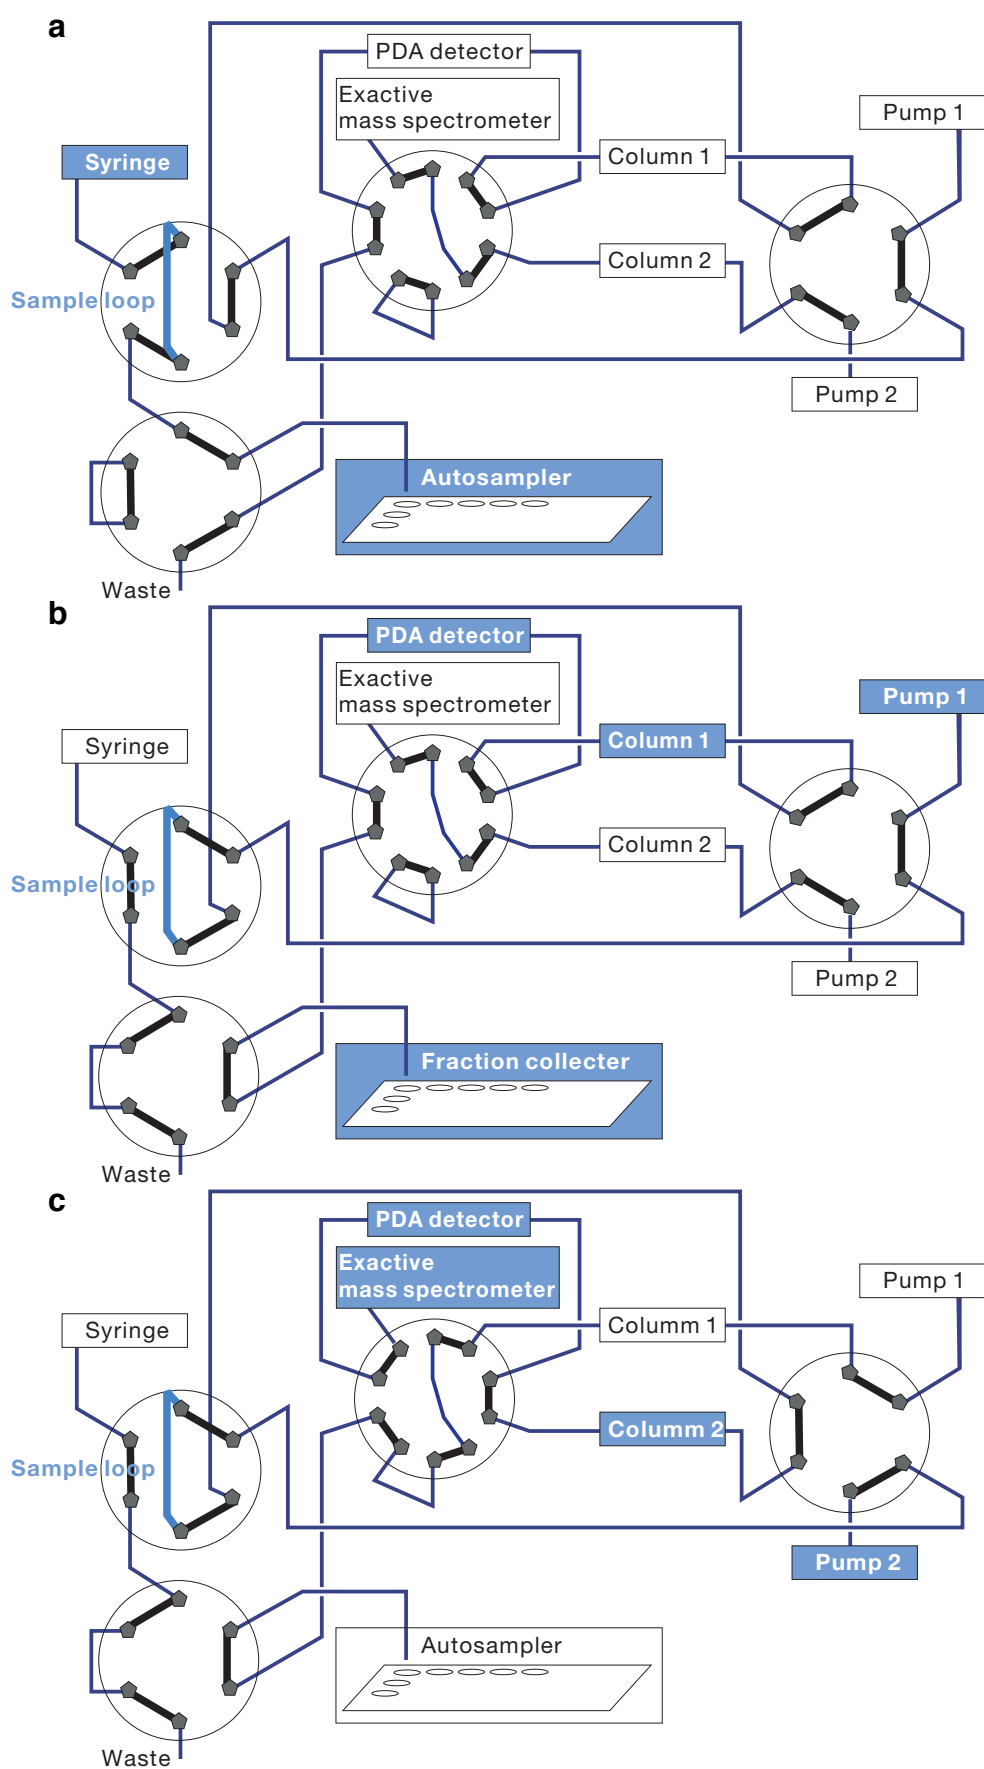 a
PDA detector
Exactive
mass spectrometer
Pump 1
Syringe
Column 1
Column 2
Sample loop
Pump 2
Autosampler
Waste
b
PDA detector
Exactive
mass spectrometer
Pump 1
Syringe
Column 1
Column 2
Sample loop
Pump 2
Fraction collecter
Waste
c
PDA detector
Exactive
mass spectrometer
Pump 1
Syringe
Columm 1
Columm 2
Sample loop
Pump 2
Autosampler
Waste